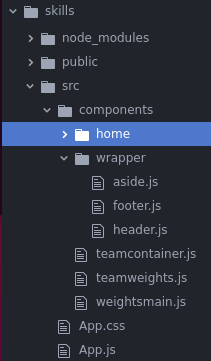 skills
node_modules
public
src
components
home
wrapper
aside.js
footer.js
header.js
teamcontainer.js
teamweights.js
weightsmain.js
App.css
App.js